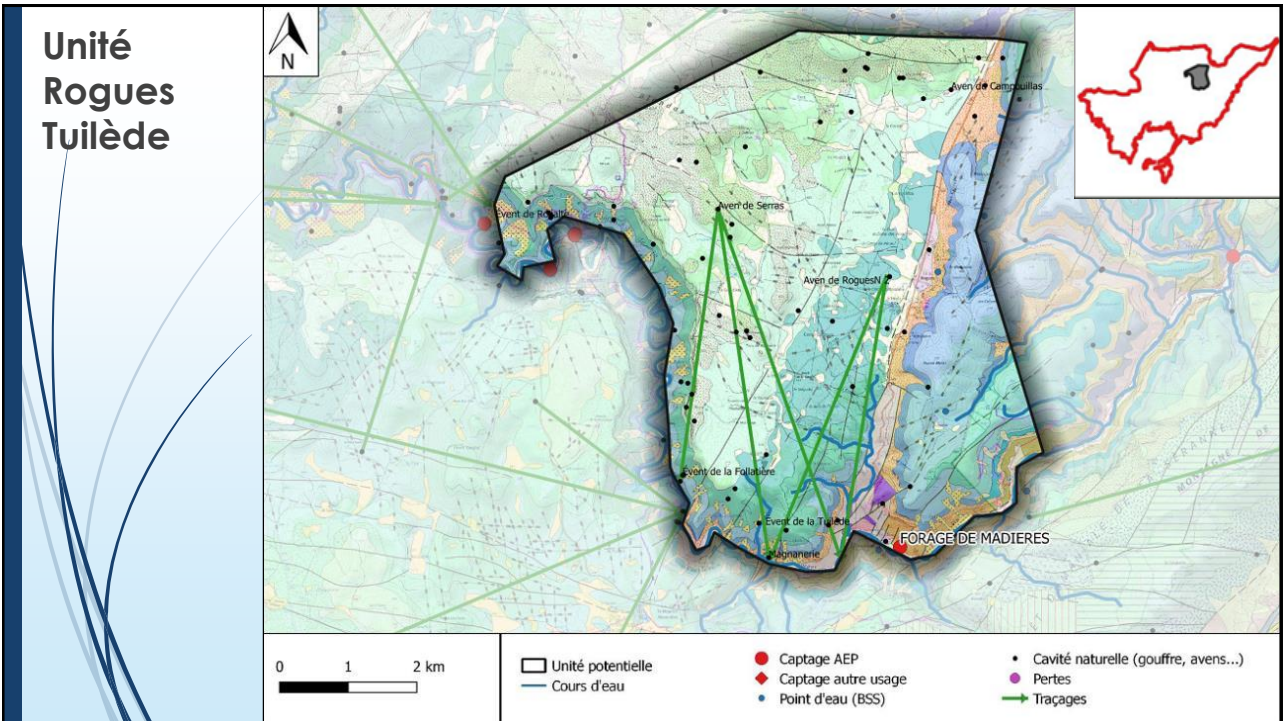 Unité
Rogues
Tuilède
N
Aven de Campouillas
Event de Rogalte
Aven de Serras
Aven de RoguesN 2
Event de la Follatière
Event de la Tuilède
Magnanerie
FORAGE DE MADIERES
0 1 2 km
Unité potentielle
Cours d'eau
Captage AEP
Captage autre usage
Point d'eau (BSS)
Cavité naturelle (gouffre, avens...)
Pertes
Traçages